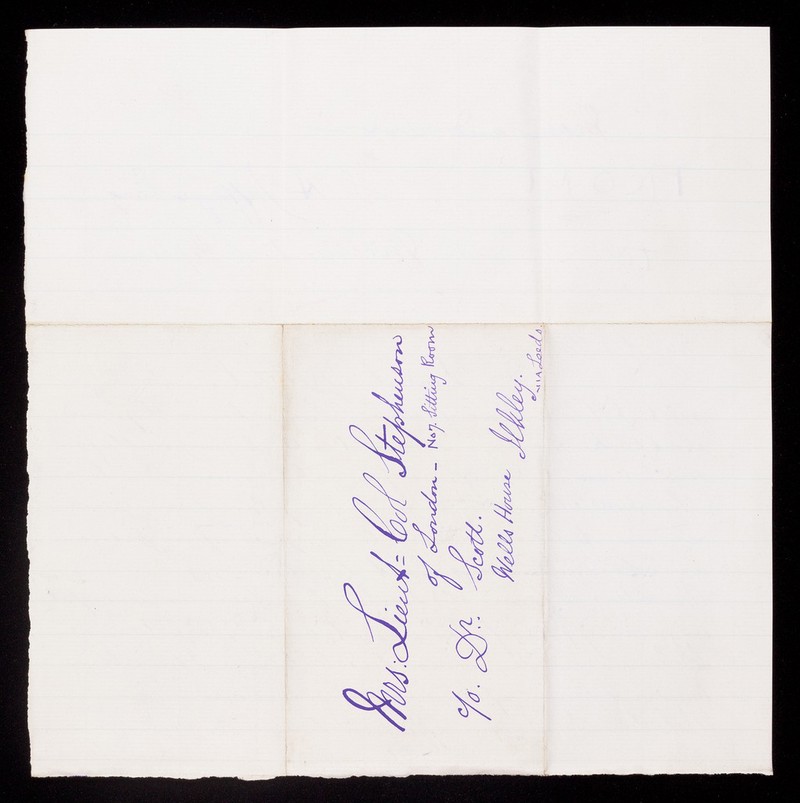 Mrs. Lieut= Col Stephenson
of London - No 7. Sitting Room
c/o. Dr. Scott.
Wells House Ilkley.
via Leeds.